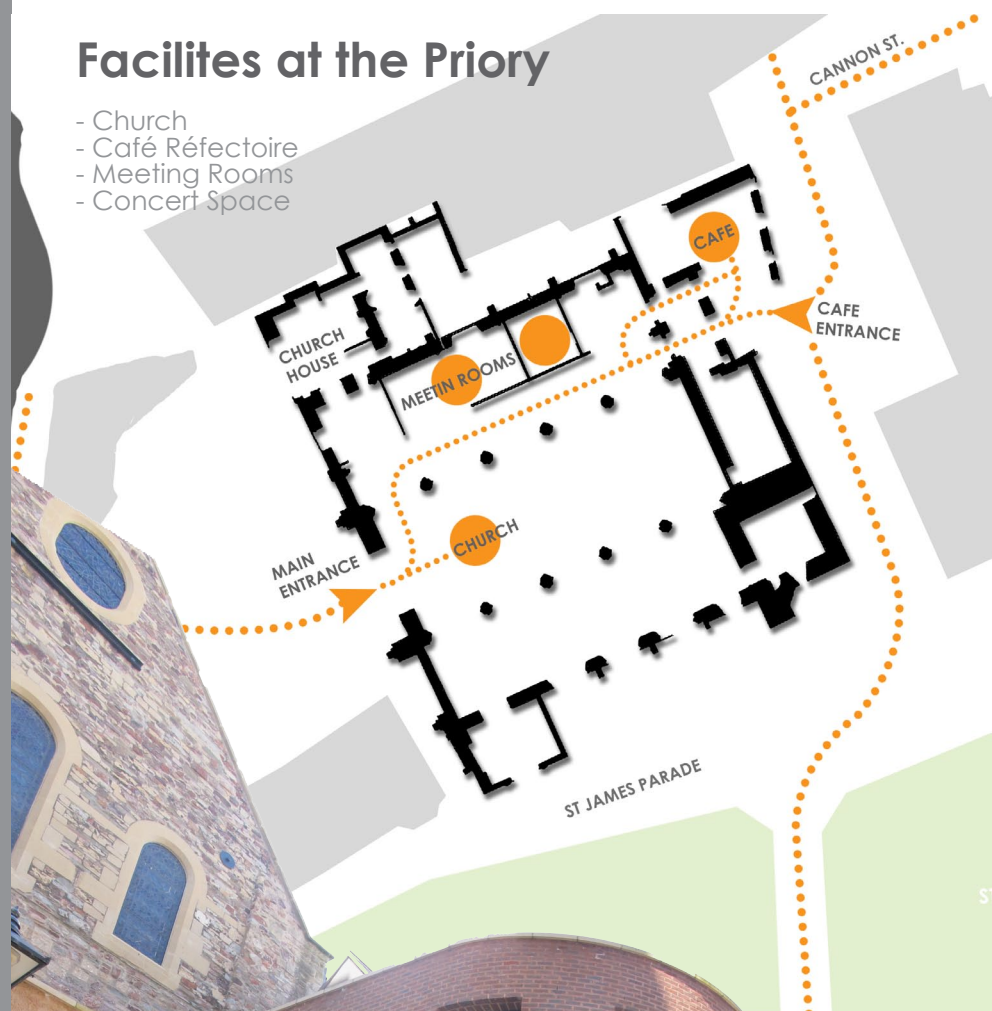 Facilites at the Priory
- Church
- Café Réfectoire
- Meeting Rooms
- Concert Space
CANNON ST.
CAFE
CAFE
ENTRANCE
CHURCH
HOUSE
MEETIN ROOMS
CHURCH
MAIN
ENTRANCE
ST JAMES PARADE
ST